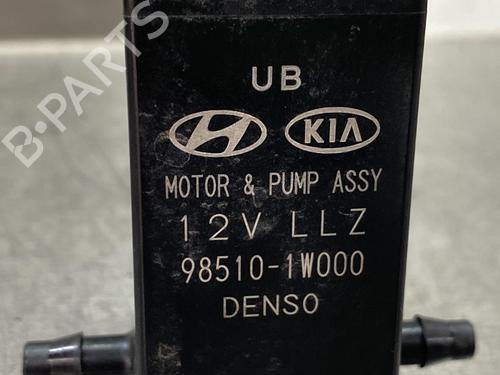 UB
KIA
MOTOR & PUMP ASSY
12V LLZ
98510-1W000
DENSO
B-PARTS